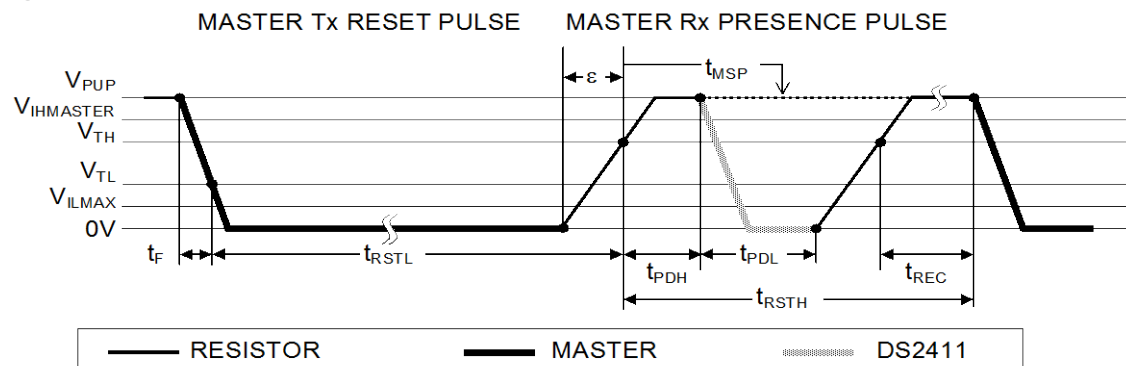 MASTER Tx RESET PULSE MASTER Rx PRESENCE PULSE
ε tMSP
VPUP
VIHMASTER
VTH
VTL
VILMAX
0V
tF tRSTL tPDH tPDL tREC
tRSTH
RESISTOR MASTER DS2411